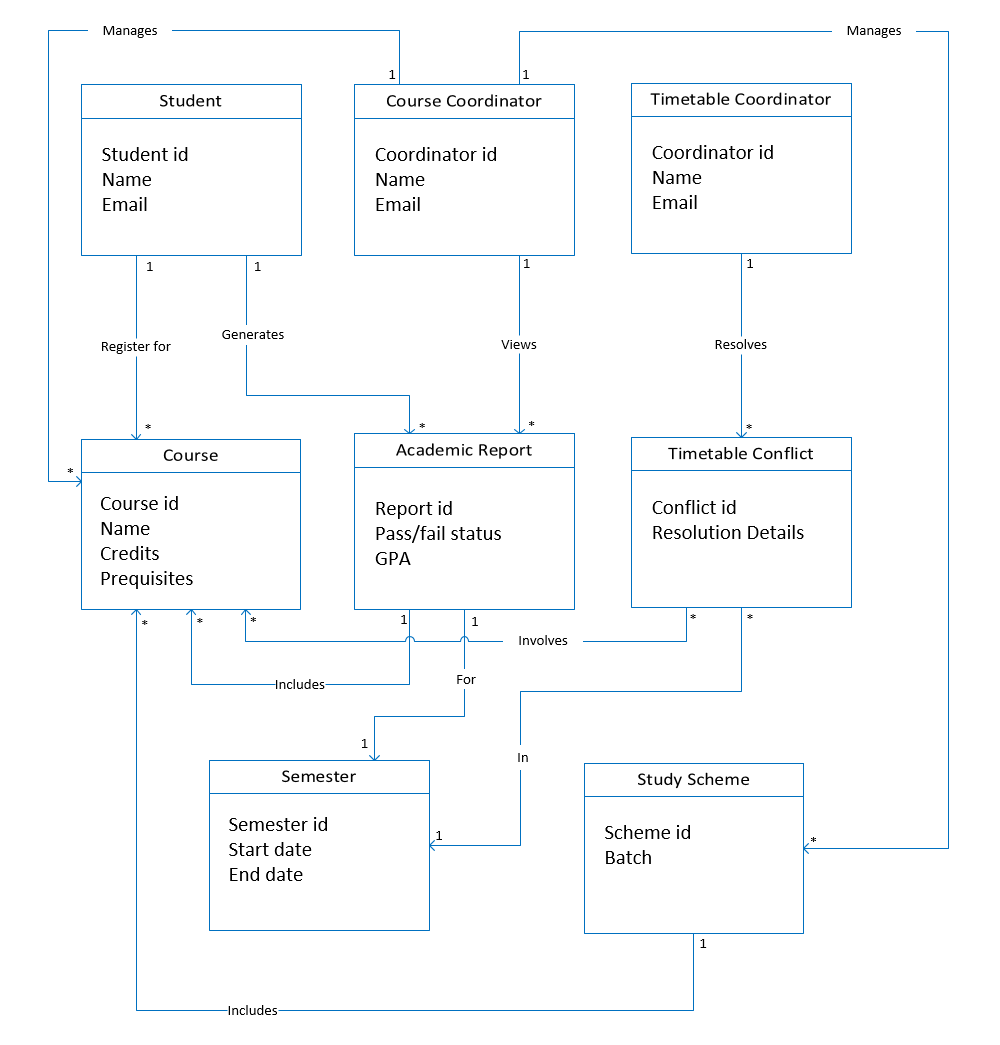 Manages
Manages
1
1
Student
Student id
Name
Email
Course Coordinator
Coordinator id
Name
Email
Timetable Coordinator
Coordinator id
Name
Email
1
1
1
1
Register for
Generates
Views
Resolves
*
*
*
*
*
Course
Course id
Name
Credits
Prequisites
Academic Report
Report id
Pass/fail status
GPA
Timetable Conflict
Conflict id
Resolution Details
*
*
*
1
1
*
*
Involves
Includes
For
In
1
1
*
Semester
Semester id
Start date
End date
Study Scheme
Scheme id
Batch
1
Includes